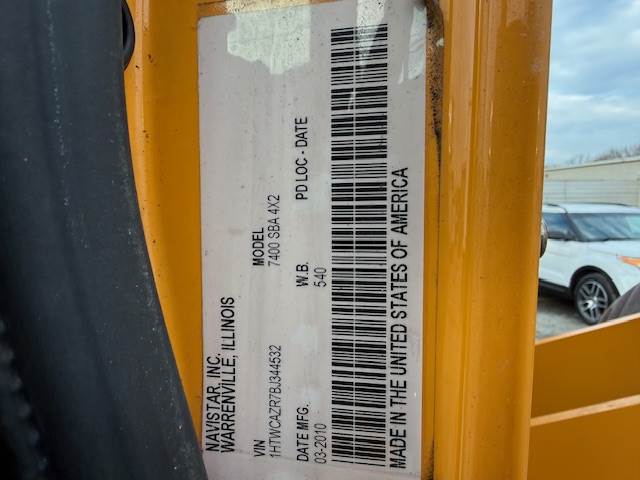 NAVISTAR, INC.
WARRENVILLE, ILLINOIS
VIN MODEL
1HTWCAZR7BJ344532 7400 SBA 4X2
DATE MFG. W.B. PD LOC - DATE
03-2010 540
MADE IN THE UNITED STATES OF AMERICA